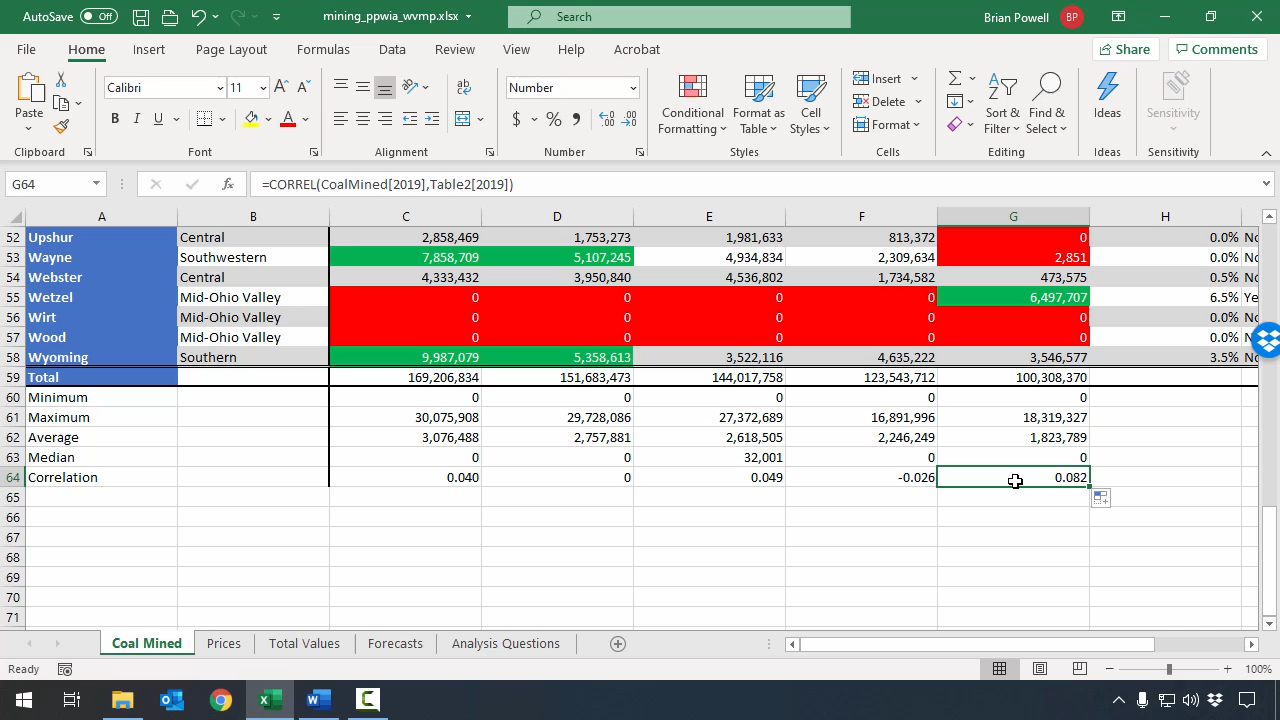 AutoSave Off mining_ppwia_wvmp.xlsx Search Brian Powell BP
File Home Insert Page Layout Formulas Data Review View Help Acrobat Share Comments
Calibri 11 Number Insert
Paste B I U $ % Conditional Formatting Format as Table Cell Styles Delete Format Sort & Filter Find & Select Ideas Sensitivity
Clipboard Font Alignment Number Styles Cells Editing Ideas Sensitivity
G64 fx =CORREL(CoalMined[2019],Table2[2019])
A B C D E F G H
52 Upshur Central 2,858,469 1,753,273 1,981,633 813,372 0 0.0% No
53 Wayne Southwestern 7,858,709 5,107,245 4,934,834 2,309,634 2,851 0.0% No
54 Webster Central 4,333,432 3,950,840 4,536,802 1,734,582 473,575 0.5% No
55 Wetzel Mid-Ohio Valley 0 0 0 0 6,497,707 6.5% Ye
56 Wirt Mid-Ohio Valley 0 0 0 0 0 0.0% No
57 Wood Mid-Ohio Valley 0 0 0 0 0 0.0%
58 Wyoming Southern 9,987,079 5,358,613 3,522,116 4,635,222 3,546,577 3.5% No
59 Total 169,206,834 151,683,473 144,017,758 123,543,712 100,308,370
60 Minimum 0 0 0 0 0
61 Maximum 30,075,908 29,728,086 27,372,689 16,891,996 18,319,327
62 Average 3,076,488 2,757,881 2,618,505 2,246,249 1,823,789
63 Median 0 0 32,001 0 0
64 Correlation 0.040 0 0.049 -0.026 0.082
65
66
67
68
69
70
71
Coal Mined Prices Total Values Forecasts Analysis Questions
Ready 100%